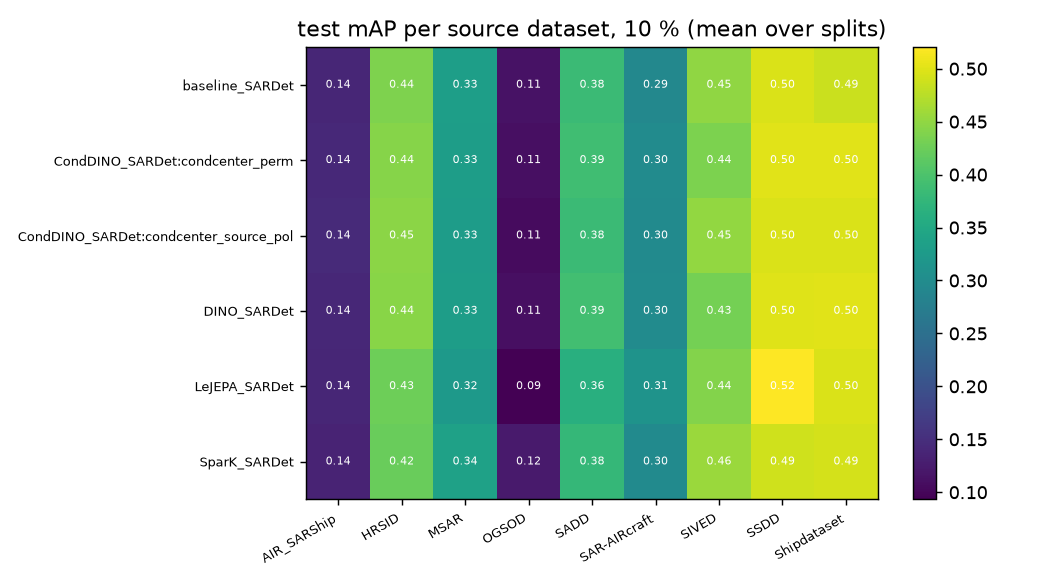 test mAP per source dataset, 10 % (mean over splits)
baseline_SARDet 0.14 0.44 0.33 0.11 0.38 0.29 0.45 0.50 0.49
CondDINO_SARDet:condcenter_perm 0.14 0.44 0.33 0.11 0.39 0.30 0.44 0.50 0.50
CondDINO_SARDet:condcenter_source_pol 0.14 0.45 0.33 0.11 0.38 0.30 0.45 0.50 0.50
DINO_SARDet 0.14 0.44 0.33 0.11 0.39 0.30 0.43 0.50 0.50
LeJEPA_SARDet 0.14 0.43 0.32 0.09 0.36 0.31 0.44 0.52 0.50
SparK_SARDet 0.14 0.42 0.34 0.12 0.38 0.30 0.46 0.49 0.49
AIR_SARShip HRSID MSAR OGSOD SADD SAR-AIRcraft SIVED SSDD Shipdataset
0.50
0.45
0.40
0.35
0.30
0.25
0.20
0.15
0.10